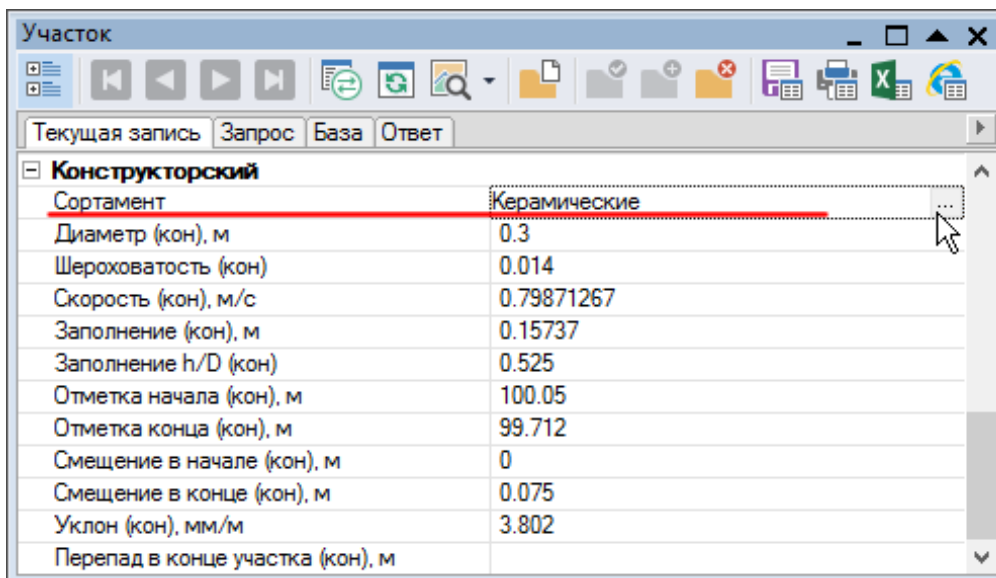 Участок
Текущая запись Запрос База Ответ
Конструкторский
Сортамент Керамические ...
Диаметр (кон), м 0.3
Шероховатость (кон) 0.014
Скорость (кон), м/с 0.79871267
Заполнение (кон), м 0.15737
Заполнение h/D (кон) 0.525
Отметка начала (кон), м 100.05
Отметка конца (кон), м 99.712
Смещение в начале (кон), м 0
Смещение в конце (кон), м 0.075
Уклон (кон), мм/м 3.802
Перепад в конце участка (кон), м